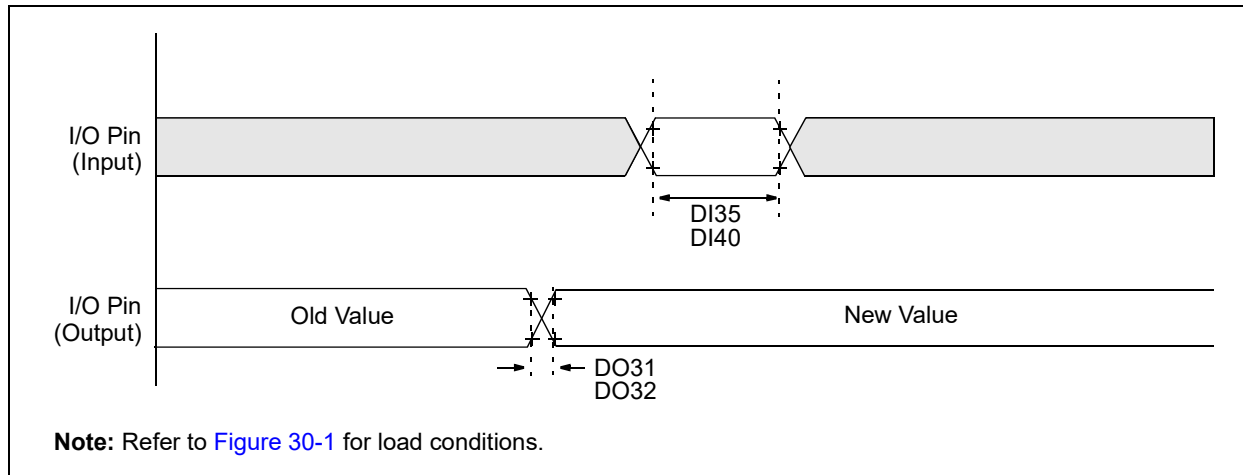 I/O Pin
(Input)
DI35
DI40
I/O Pin
(Output)
Old Value
New Value
DO31
DO32
Note: Refer to Figure 30-1 for load conditions.